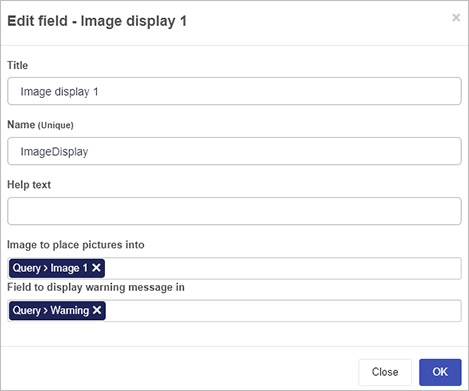 Edit field - Image display 1 ×
Title
Image display 1
Name (Unique)
ImageDisplay
Help text
Image to place pictures into
Query > Image 1 ×
Field to display warning message in
Query > Warning ×
Close OK